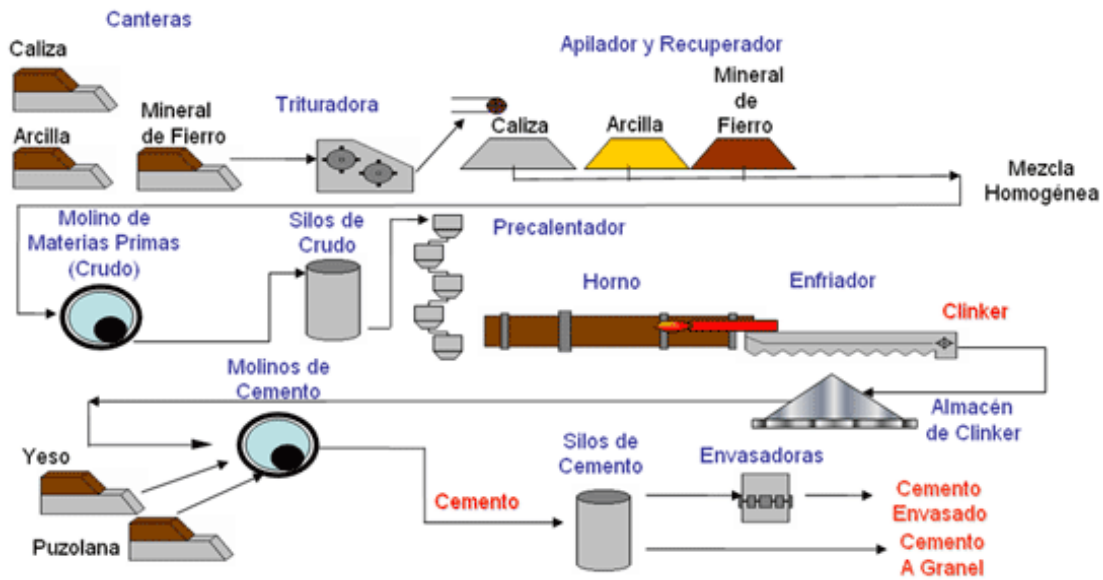 Canteras
Caliza
Arcilla
Mineral
de Fierro
Trituradora
Apilador y Recuperador
Caliza
Arcilla
Mineral
de
Fierro
Mezcla
Homogénea
Molino de
Materias Primas
(Crudo)
Silos de
Crudo
Precalentador
Horno
Enfriador
Clinker
Almacén
de Clinker
Molinos de
Cemento
Yeso
Puzolana
Cemento
Silos de
Cemento
Envasadoras
Cemento
Envasado
Cemento
A Granel